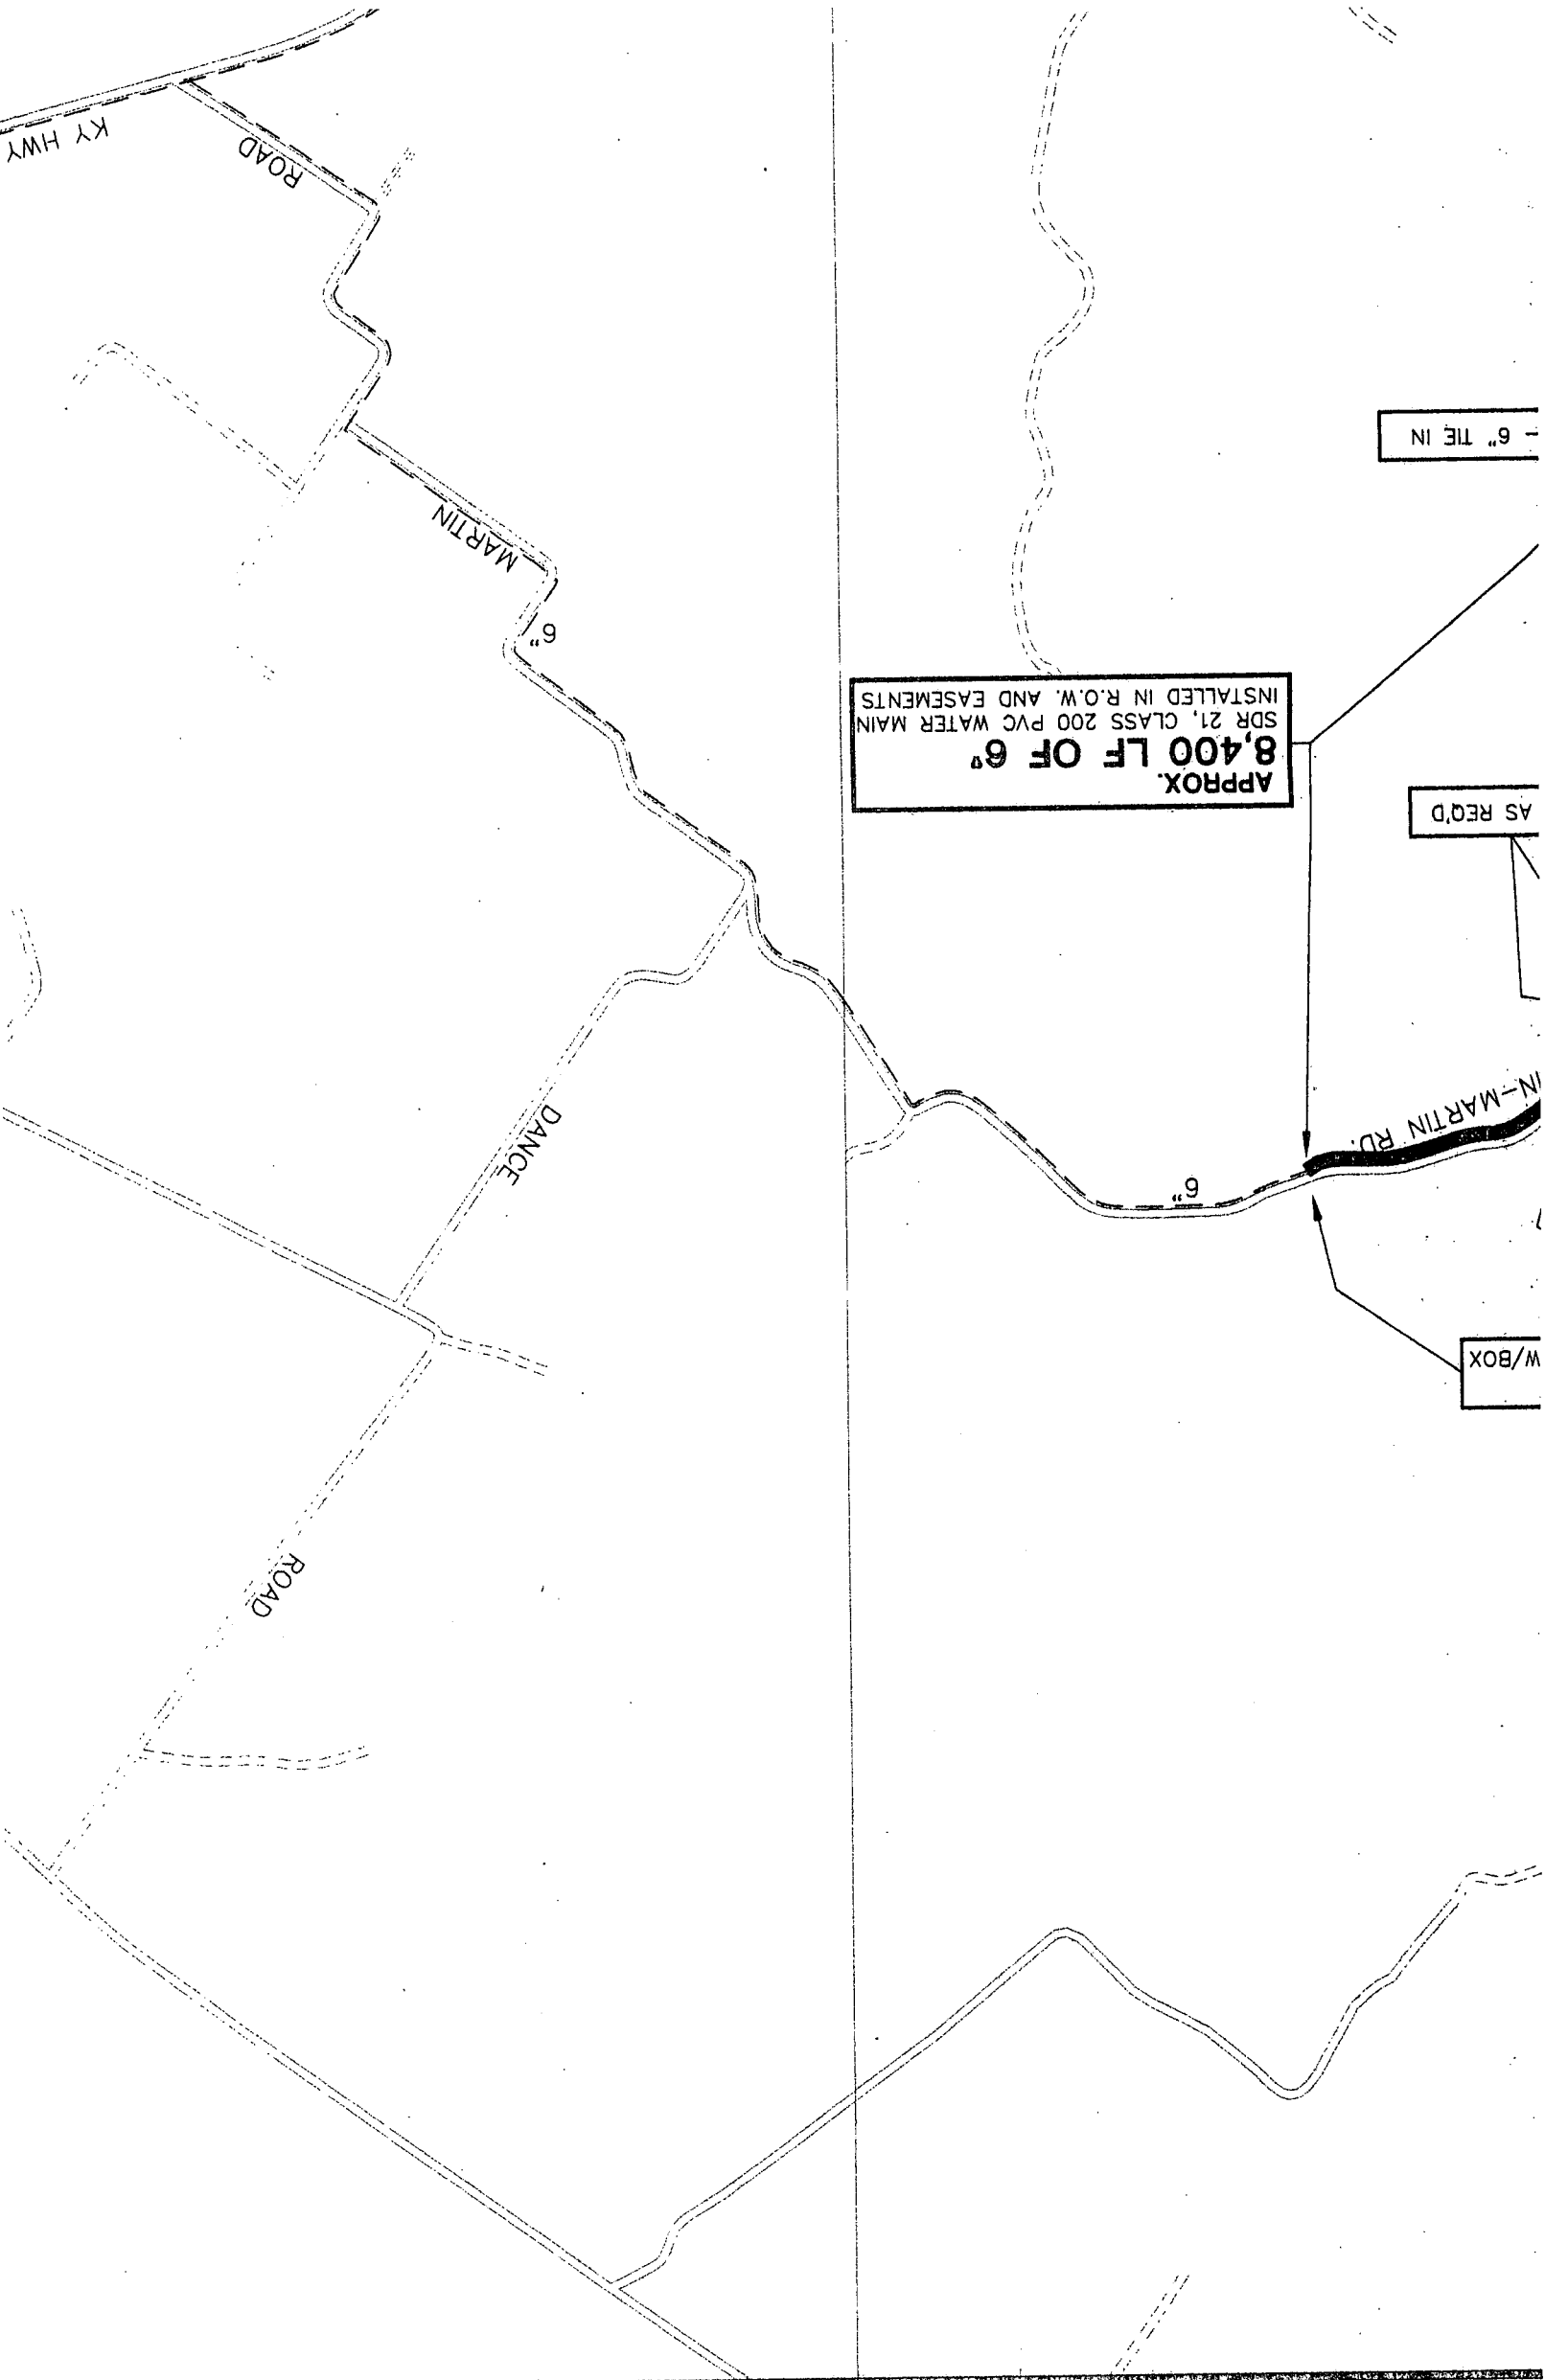 W/BOX
6"
IN-MARTIN RD.
AS REQ'D
APPROX.
8,400 LF OF 6"
SDR 21, CLASS 200 PVC WATER MAIN
INSTALLED IN R.O.W. AND EASEMENTS
- 6" TIE IN
ROAD
DANCE
6"
MARTIN
ROAD
KY HWY